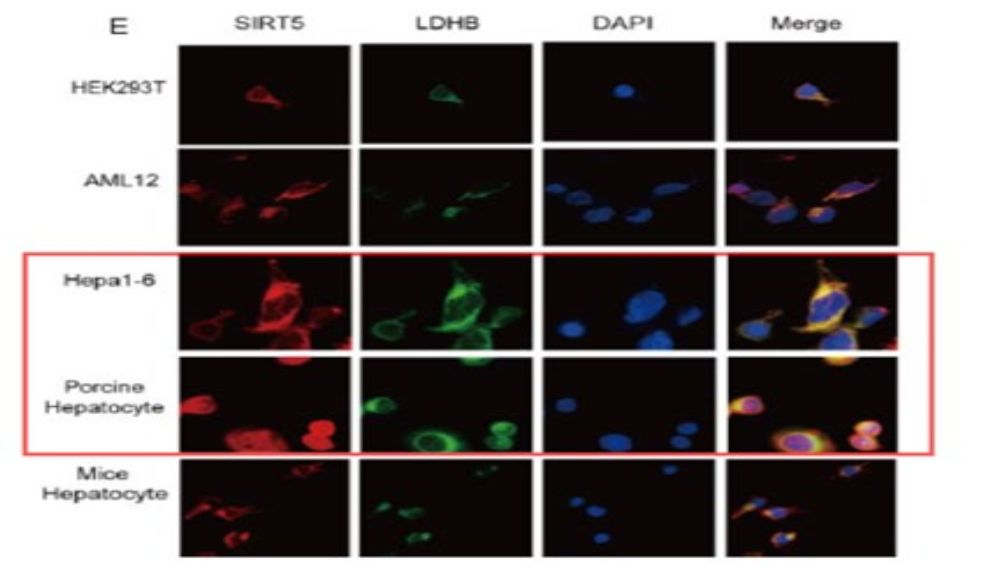 E
SIRT5 LDHB DAPI Merge
HEK293T
AML12
Hepa1-6
Porcine
Hepatocyte
Mice
Hepatocyte